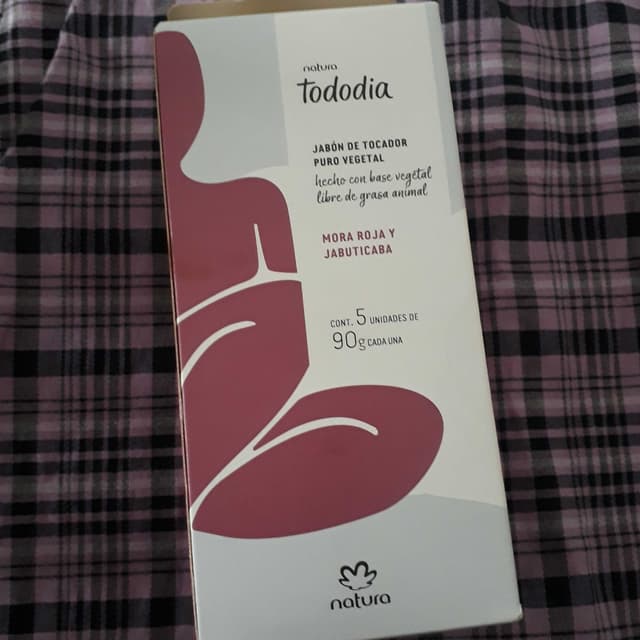 natura
tododia
JABÓN DE TOCADOR
PURO VEGETAL
hecho con base vegetal
libre de grasa animal
MORA ROJA Y
JABUTICABA
CONT. 5 UNIDADES DE
90g CADA UNA
natura